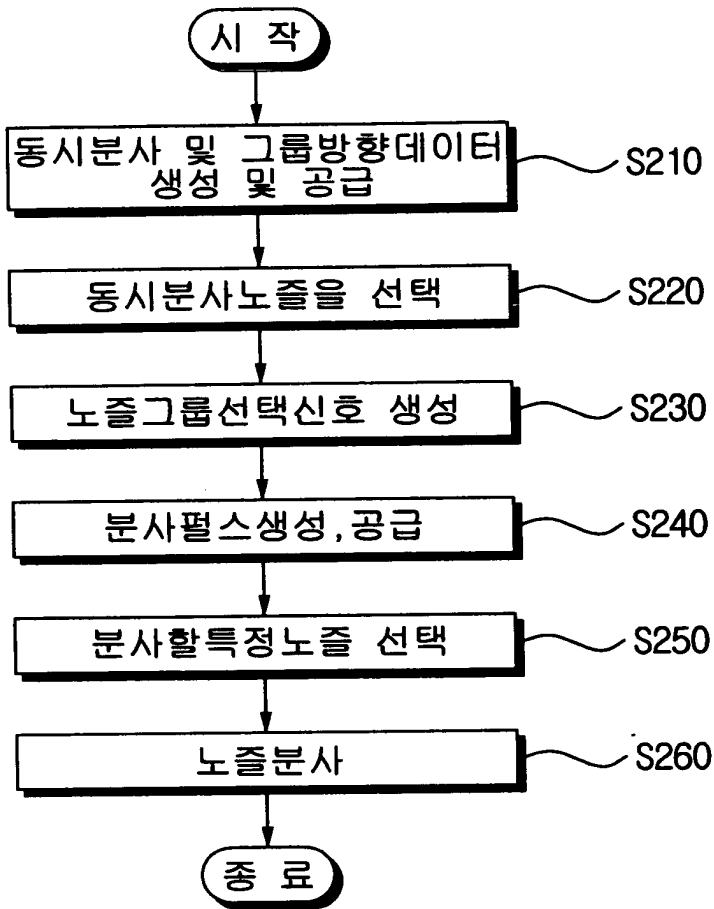 시 작
동시분사 및 그룹방향데이터
생성 및 공급
S210
동시분사노즐을 선택
S220
노즐그룹선택신호 생성
S230
분사펄스생성,공급
S240
분사할특정노즐 선택
S250
노즐분사
S260
종 료